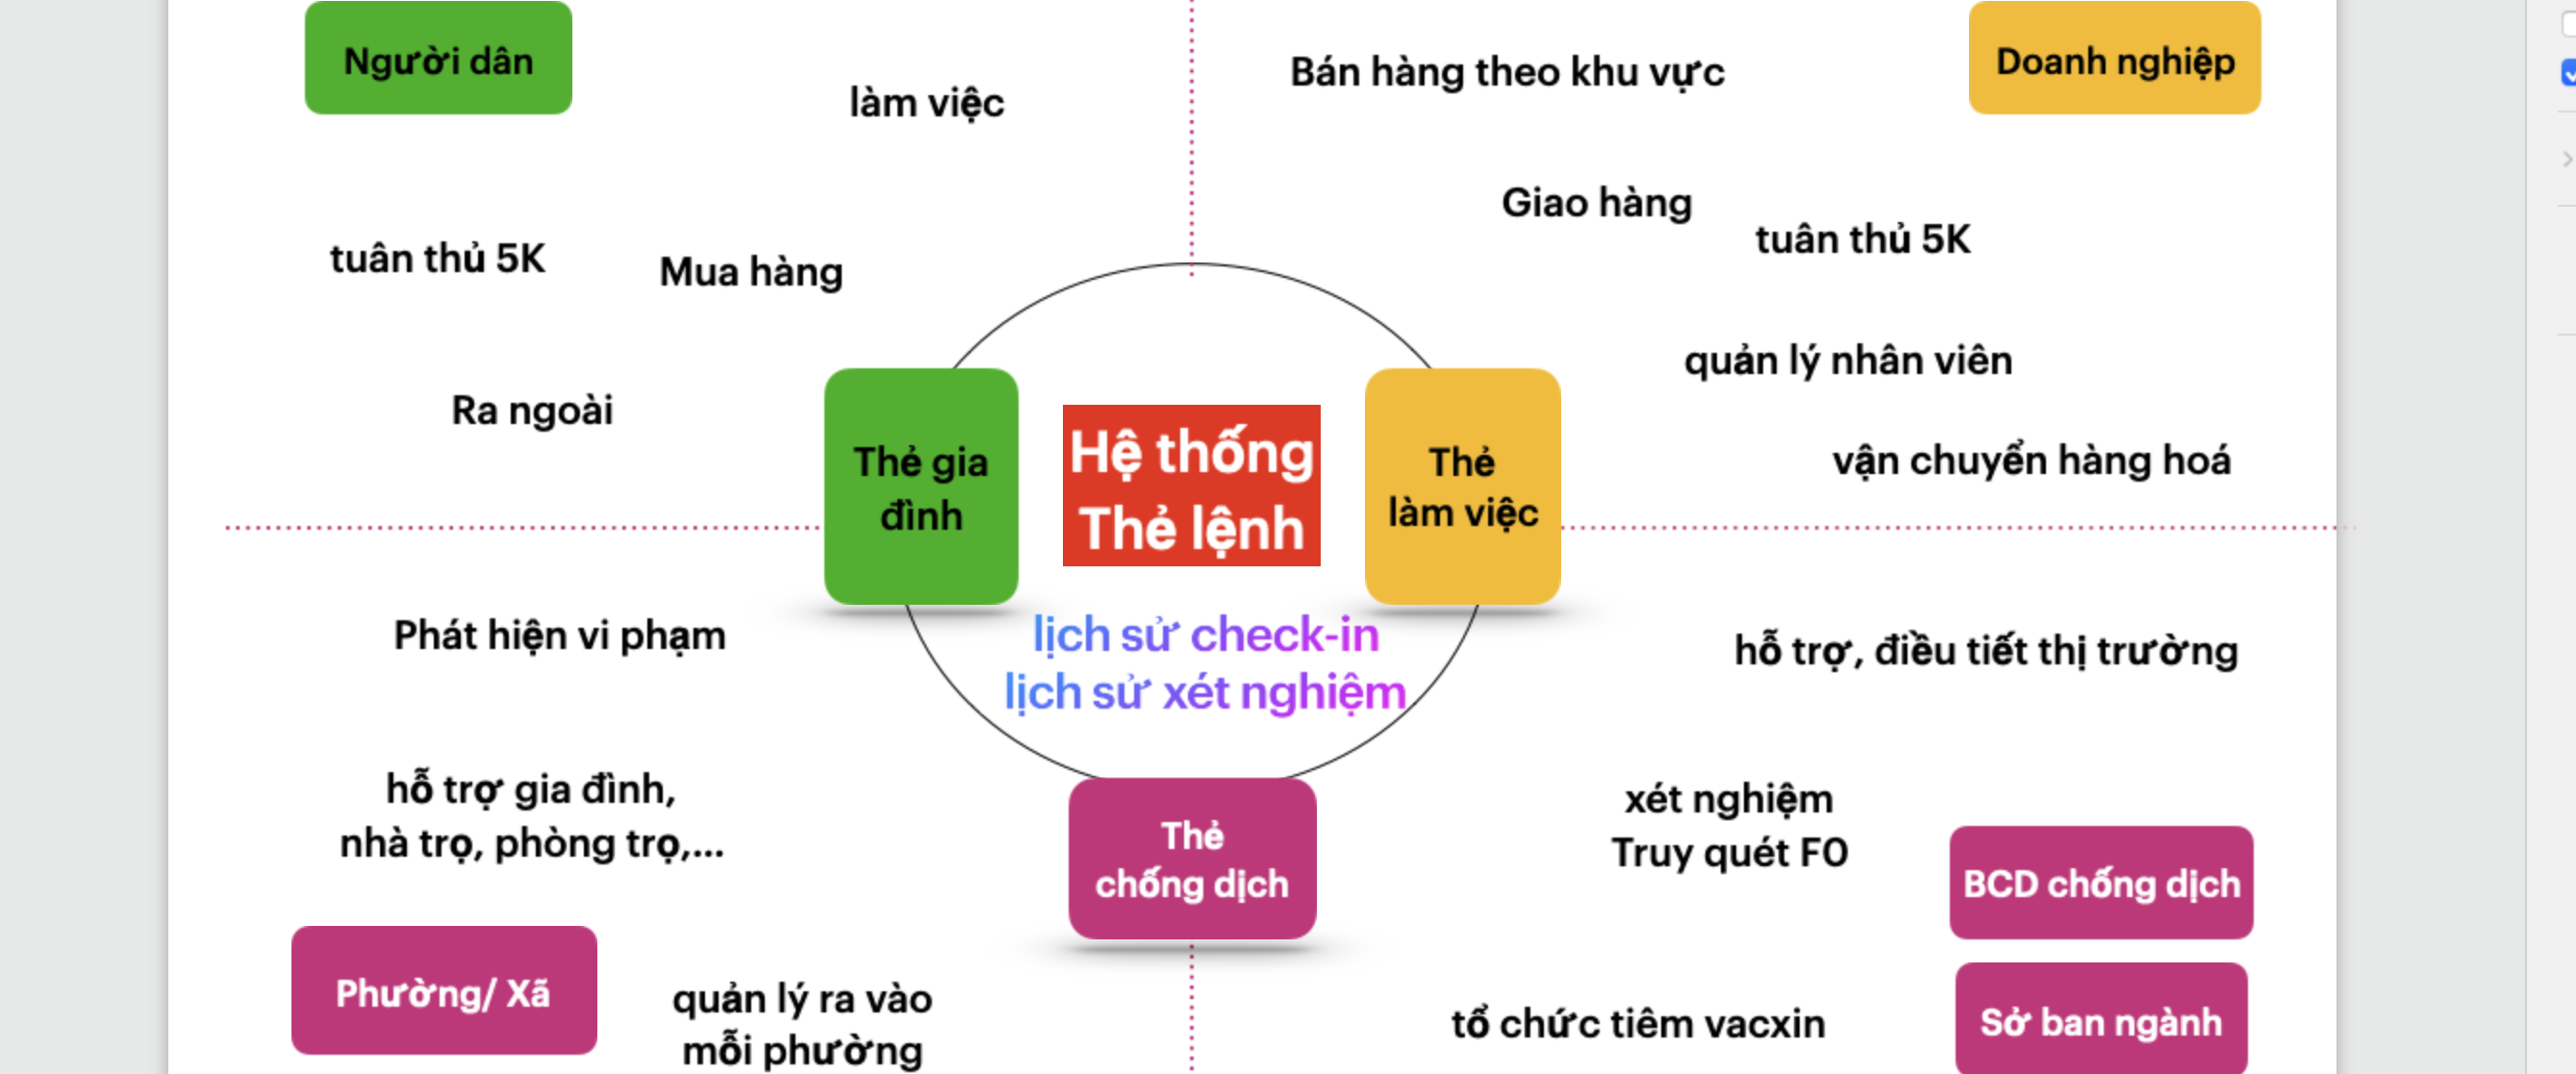 Người dân
làm việc
tuân thủ 5K
Mua hàng
Ra ngoài
Bán hàng theo khu vực
Doanh nghiệp
Giao hàng
tuân thủ 5K
quản lý nhân viên
vận chuyển hàng hoá
Thẻ gia
đình
Hệ thống
Thẻ lệnh
Thẻ
làm việc
lịch sử check-in
lịch sử xét nghiệm
Thẻ
chống dịch
Phát hiện vi phạm
hỗ trợ gia đình,
nhà trọ, phòng trọ,...
Phường/ Xã
quản lý ra vào
mỗi phường
hỗ trợ, điều tiết thị trường
xét nghiệm
Truy quét F0
BCD chống dịch
tổ chức tiêm vacxin
Sở ban ngành